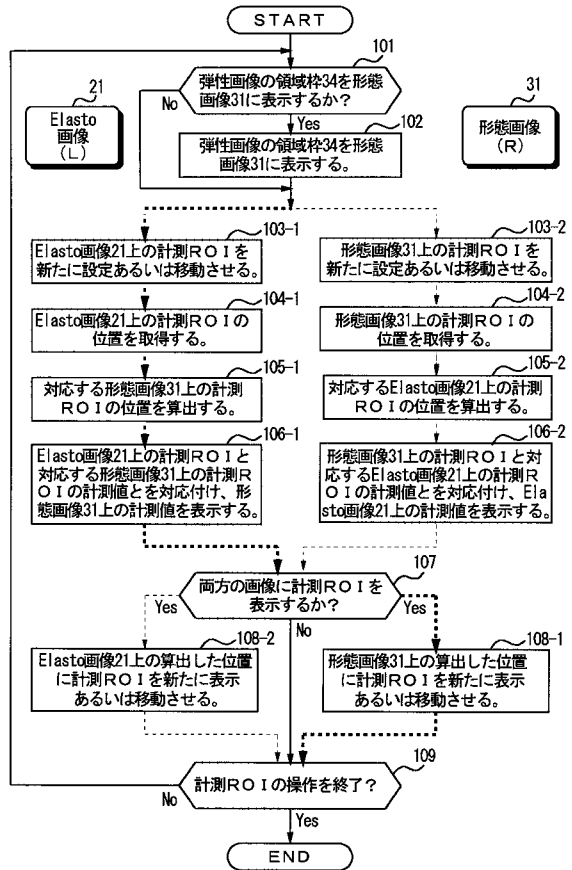 START
101
弾性画像の領域枠34を形態
画像31に表示するか？
No
Yes
21
Elasto
画像
(L)
31
形態画像
(R)
102
弾性画像の領域枠34を形態
画像31に表示する。
103-1
Elasto画像21上の計測ＲＯＩを
新たに設定あるいは移動させる。
103-2
形態画像31上の計測ＲＯＩを
新たに設定あるいは移動させる。
104-1
Elasto画像21上の計測ＲＯＩの
位置を取得する。
104-2
形態画像31上の計測ＲＯＩの
位置を取得する。
105-1
対応する形態画像31上の計測
ＲＯＩの位置を算出する。
105-2
対応するElasto画像21上の計測
ＲＯＩの位置を算出する。
106-1
Elasto画像21上の計測ＲＯＩと
対応する形態画像31上の計測Ｒ
ＯＩの計測値とを対応付け、形
態画像31上の計測値を表示する。
106-2
形態画像31上の計測ＲＯＩと対
応するElasto画像21上の計測Ｒ
ＯＩの計測値とを対応付け、Ela
sto画像21上の計測値を表示する。
107
両方の画像に計測ＲＯＩを
表示するか？
Yes
No
Yes
108-2
Elasto画像21上の算出した位置
に計測ＲＯＩを新たに表示
あるいは移動させる。
108-1
形態画像31上の算出した位置
に計測ＲＯＩを新たに表示
あるいは移動させる。
109
計測ＲＯＩの操作を終了？
No
Yes
END